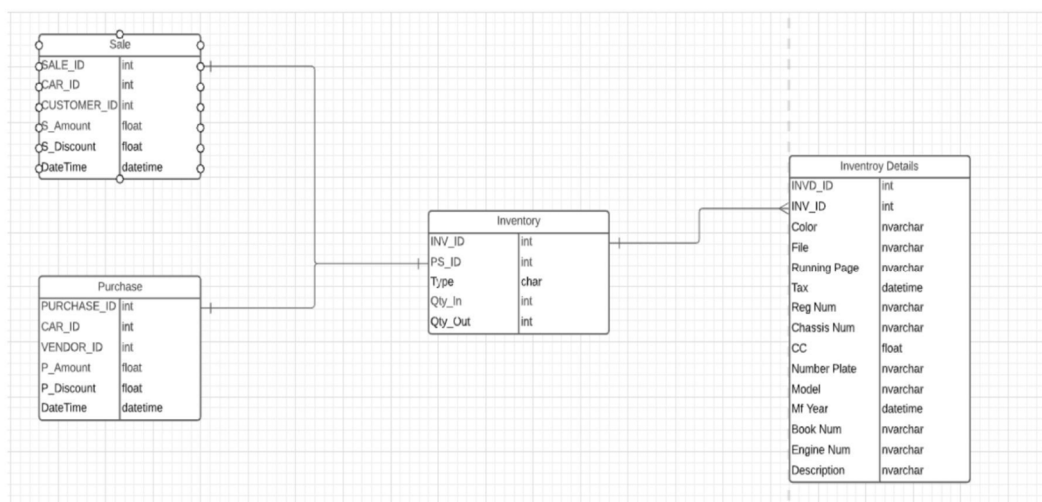 Sale
SALE_ID int
CAR_ID int
CUSTOMER_ID int
S_Amount float
S_Discount float
DateTime datetime
Purchase
PURCHASE_ID int
CAR_ID int
VENDOR_ID int
P_Amount float
P_Discount float
DateTime datetime
Inventory
INV_ID int
PS_ID int
Type char
Qty_In int
Qty_Out int
Inventroy Details
INVD_ID int
INV_ID int
Color nvarchar
File nvarchar
Running Page nvarchar
Tax datetime
Reg Num nvarchar
Chassis Num nvarchar
CC float
Number Plate nvarchar
Model nvarchar
Mf Year datetime
Book Num nvarchar
Engine Num nvarchar
Description nvarchar